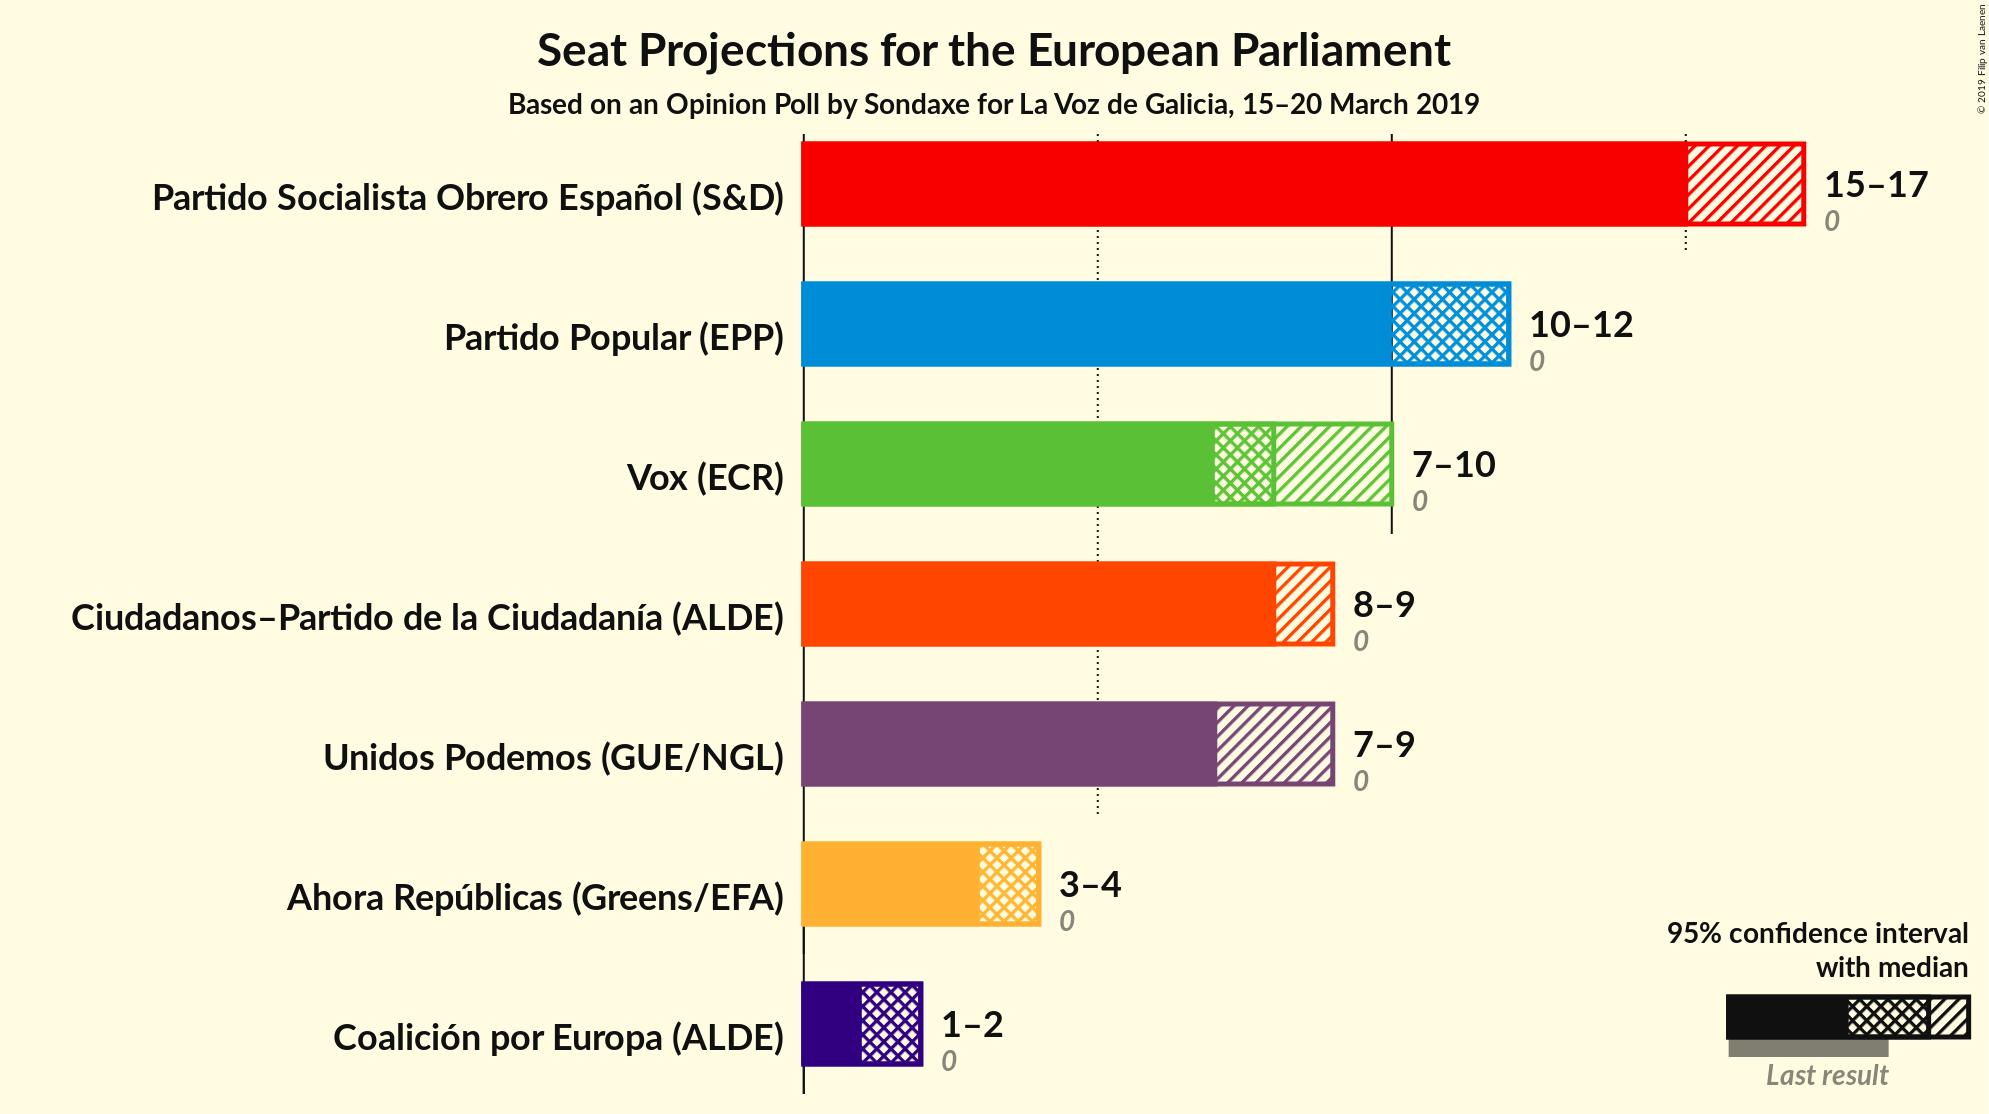 Seat Projections for the European Parliament
Based on an Opinion Poll by Sondaxe for La Voz de Galicia, 15–20 March 2019
© 2019 Filip van Laenen
Partido Socialista Obrero Español (S&D)
15–17
0
Partido Popular (EPP)
10–12
0
Vox (ECR)
7–10
0
Ciudadanos–Partido de la Ciudadanía (ALDE)
8–9
0
Unidos Podemos (GUE/NGL)
7–9
0
Ahora Repúblicas (Greens/EFA)
3–4
0
Coalición por Europa (ALDE)
1–2
0
95% confidence interval
with median
Last result